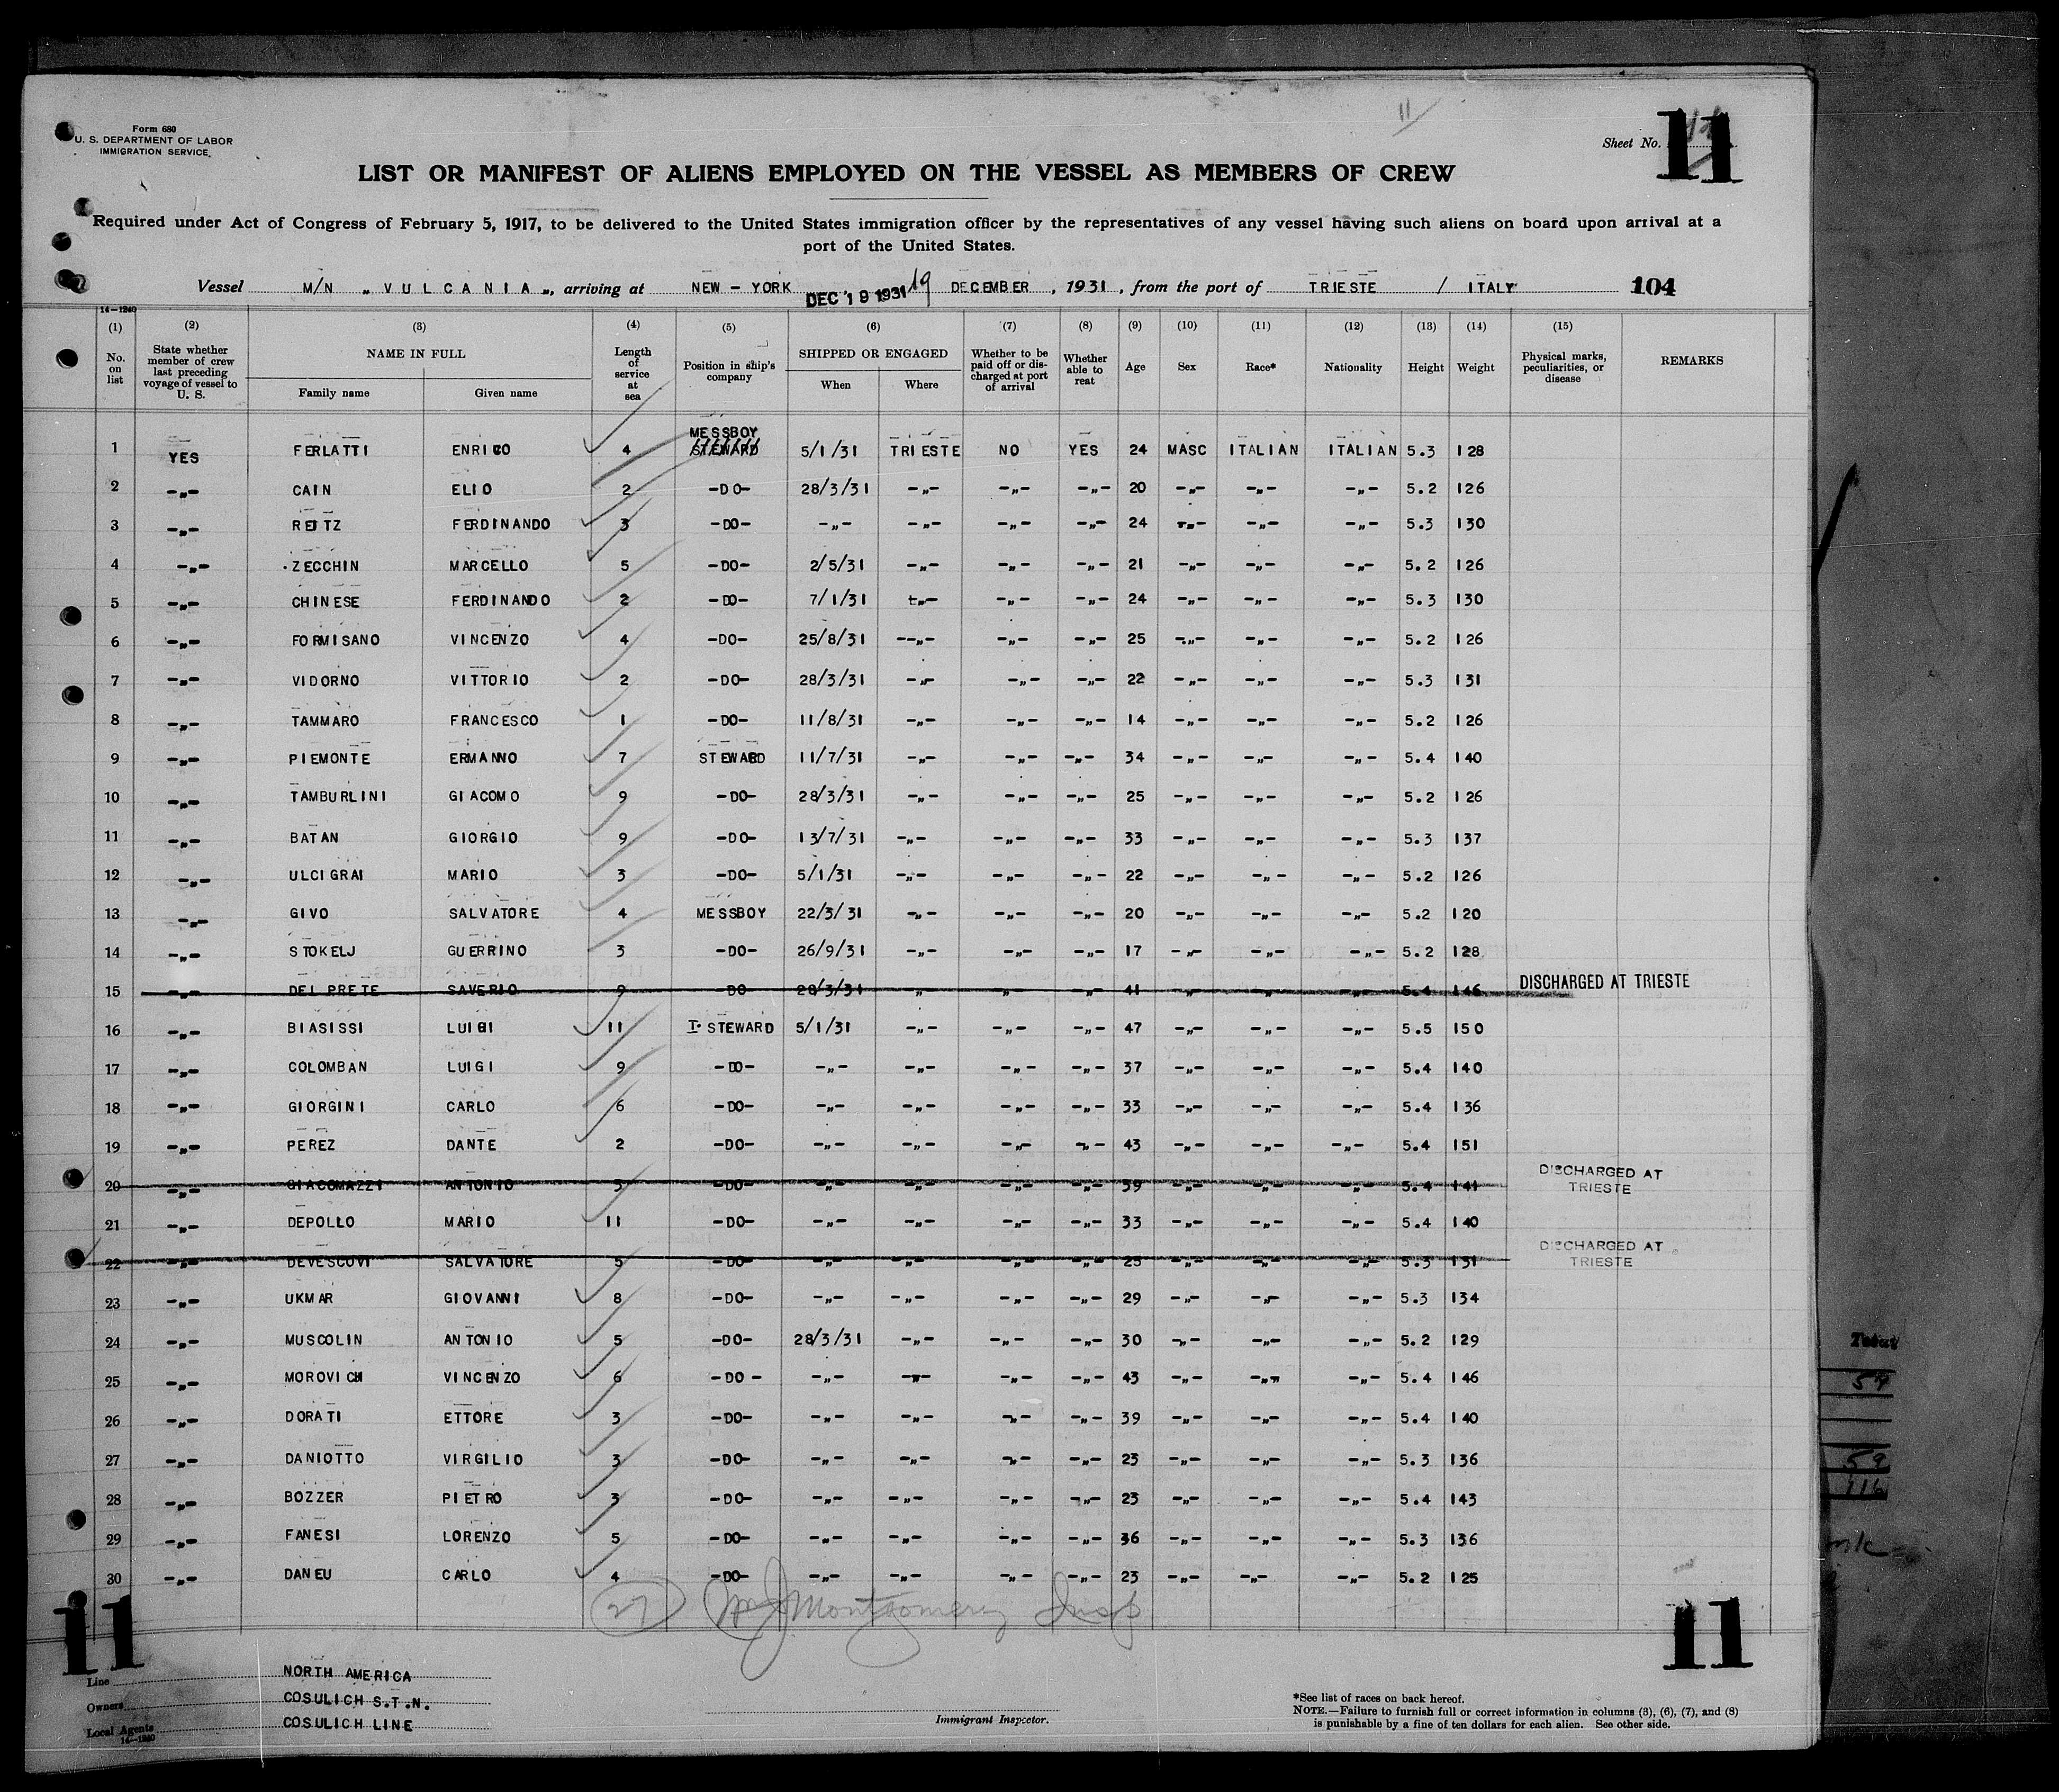 11
Form 680
U. S. DEPARTMENT OF LABOR
IMMIGRATION SERVICE
Sheet No. 11
LIST OR MANIFEST OF ALIENS EMPLOYED ON THE VESSEL AS MEMBERS OF CREW
Required under Act of Congress of February 5, 1917, to be delivered to the United States immigration officer by the representatives of any vessel having such aliens on board upon arrival at a
port of the United States.
Vessel M/N „ VULCANIA „, arriving at NEW - YORK DEC 19 1931 19 DECEMBER, 1931, from the port of TRIESTE / ITALY 104
14-1240
(1) (2) (3) (4) (5) (6) (7) (8) (9) (10) (11) (12) (13) (14) (15)
No. on list State whether member of crew last preceding voyage of vessel to U. S. NAME IN FULL Family name Given name Length of service at sea Position in ship's company SHIPPED OR ENGAGED When Where Whether to be paid off or discharged at port of arrival Whether able to reat Age Sex Race* Nationality Height Weight Physical marks, peculiarities, or disease REMARKS
MESSBOY
1 YES FERLATTI ENRICO 4 STEWARD 5/1/31 TRIESTE NO YES 24 MASC ITALIAN ITALIAN 5.3 128
2 -„- CAIN ELIO 2 -DO- 28/3/31 -„- -„- -„- 20 -„- -„- -„- 5.2 126
3 -„- REITZ FERDINANDO 3 -DO- -„- -„- -„- -„- 24 -„- -„- -„- 5.3 130
4 -„- ZECCHIN MARCELLO 5 -DO- 2/5/31 -„- -„- -„- 21 -„- -„- -„- 5.2 126
5 -„- CHINESE FERDINANDO 2 -DO- 7/1/31 -„- -„- -„- 24 -„- -„- -„- 5.3 130
6 -„- FORMISANO VINCENZO 4 -DO- 25/8/31 --„- -„- -„- 25 -„- -„- -„- 5.2 126
7 -„- VIDORNO VITTORIO 2 -DO- 28/3/31 -„- -„- -„- 22 -„- -„- -„- 5.3 131
8 -„- TAMMARO FRANCESCO 1 -DO- 11/8/31 -„- -„- -„- 14 -„- -„- -„- 5.2 126
9 -„- PIEMONTE ERMANNO 7 STEWARD 11/7/31 -„- -„- -„- 34 -„- -„- -„- 5.4 140
10 -„- TAMBURLINI GIACOMO 9 -DO- 28/3/31 -„- -„- -„- 25 -„- -„- -„- 5.2 126
11 -„- BATAN GIORGIO 9 -DO- 13/7/31 -„- -„- -„- 33 -„- -„- -„- 5.3 137
12 -„- ULCIGRAI MARIO 3 -DO- 5/1/31 -„- -„- -„- 22 -„- -„- -„- 5.2 126
13 -„- GIVO SALVATORE 4 MESSBOY 22/3/31 -„- -„- -„- 20 -„- -„- -„- 5.2 120
14 -„- STOKELJ GUERRINO 3 -DO- 26/9/31 -„- -„- -„- 17 -„- -„- -„- 5.2 128
15 -„- DEL PRETE SAVERIO 9 -DO- 28/3/31 -„- -„- -„- 41 -„- -„- -„- 5.4 146 DISCHARGED AT TRIESTE
16 -„- BIASISSI LUIGI 11 I. STEWARD 5/1/31 -„- -„- -„- 47 -„- -„- -„- 5.5 150
17 -„- COLOMBAN LUIGI 9 -DO- -„- -„- -„- -„- 37 -„- -„- -„- 5.4 140
18 -„- GIORGINI CARLO 6 -DO- -„- -„- -„- -„- 33 -„- -„- -„- 5.4 136
19 -„- PEREZ DANTE 2 -DO- -„- -„- -„- -„- 43 -„- -„- -„- 5.4 151
20 -„- GIACOMAZZI ANTONIO 5 -DO- -„- -„- -„- -„- 39 -„- -„- -„- 5.4 141 DISCHARGED AT TRIESTE
21 -„- DEPOLLO MARIO 11 -DO- -„- -„- -„- -„- 33 -„- -„- -„- 5.4 140
22 -„- DEVESCOVI SALVATORE 5 -DO- -„- -„- -„- -„- 25 -„- -„- -„- 5.3 131 DISCHARGED AT TRIESTE
23 -„- UKMAR GIOVANNI 8 -DO- -„- -„- -„- -„- 29 -„- -„- -„- 5.3 134
24 -„- MUSCOLIN ANTONIO 5 -DO- 28/3/31 -„- -„- -„- 30 -„- -„- -„- 5.2 129
25 -„- MOROVICH VINCENZO 6 -DO- -„- -„- -„- -„- 43 -„- -„- -„- 5.4 146
26 -„- DORATI ETTORE 3 -DO- -„- -„- -„- -„- 39 -„- -„- -„- 5.4 140
27 -„- DANIOTTO VIRGILIO 3 -DO- -„- -„- -„- -„- 23 -„- -„- -„- 5.3 136
28 -„- BOZZER PIETRO 3 -DO- -„- -„- -„- -„- 23 -„- -„- -„- 5.4 143
29 -„- FANESI LORENZO 5 -DO- -„- -„- -„- -„- 36 -„- -„- -„- 5.3 136
30 -„- DANEU CARLO 4 -DO- -„- -„- -„- -„- 23 -„- -„- -„- 5.2 125
27 Montgomery Insp
11 11
Line NORTH AMERICA
Owners COSULICH S.T.N.
Local Agents COSULICH LINE
14-1240
Immigrant Inspector.
*See list of races on back hereof.
NOTE.—Failure to furnish full or correct information in columns (3), (6), (7), and (8)
is punishable by a fine of ten dollars for each alien. See other side.